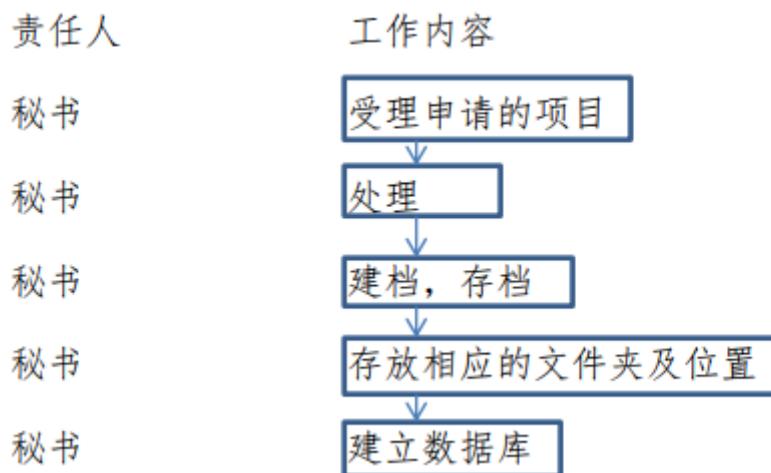 责任人 工作内容
秘书 受理申请的项目
秘书 处理
秘书 建档，存档
秘书 存放相应的文件夹及位置
秘书 建立数据库